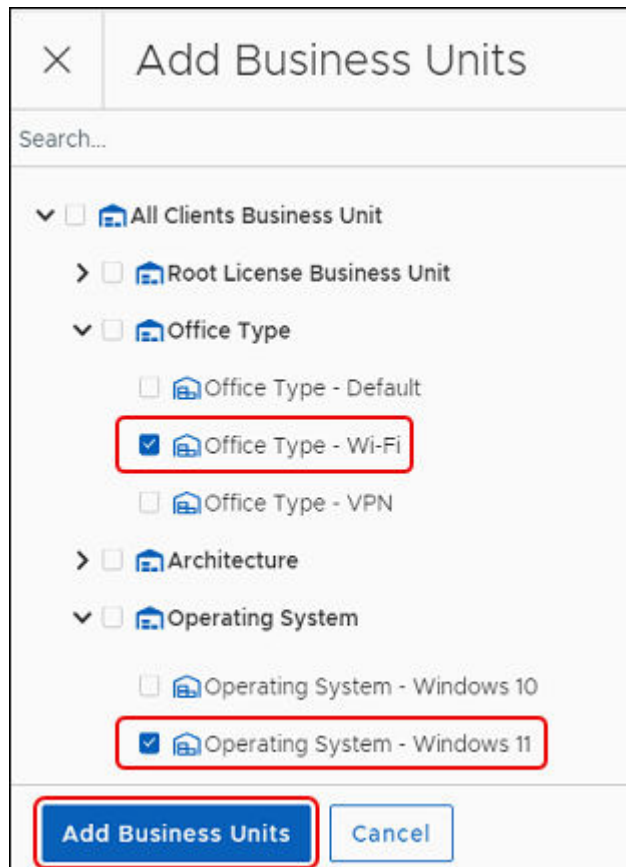 Add Business Units
Search...
All Clients Business Unit
Root License Business Unit
Office Type
Office Type - Default
Office Type - Wi-Fi
Office Type - VPN
Architecture
Operating System
Operating System - Windows 10
Operating System - Windows 11
Add Business Units
Cancel